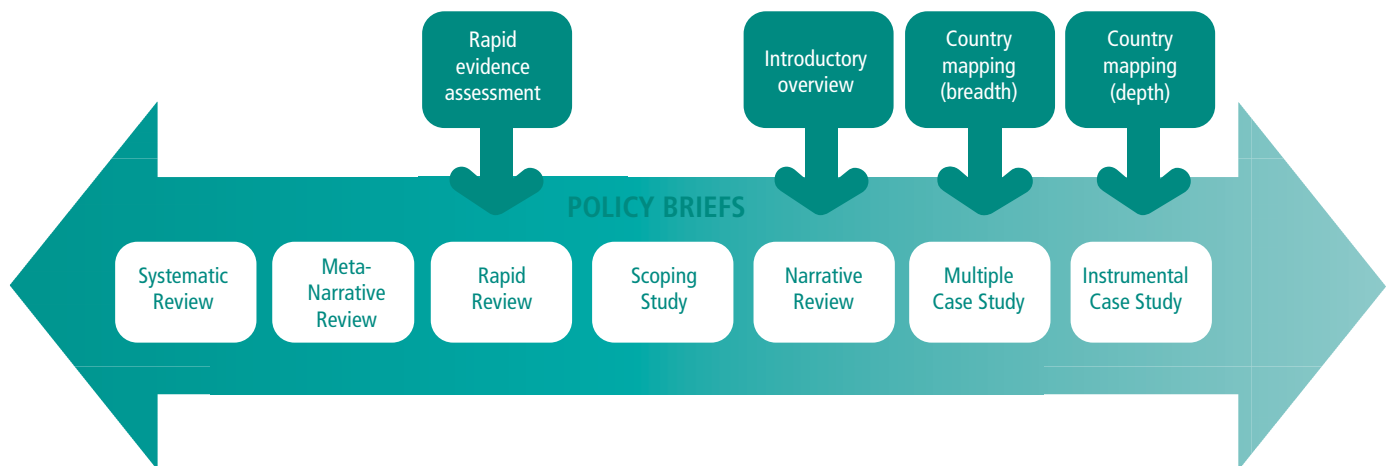 Rapid
evidence
assessment
Introductory
overview
Country
mapping
(breadth)
Country
mapping
(depth)
POLICY BRIEFS
Systematic
Review
Meta-
Narrative
Review
Rapid
Review
Scoping
Study
Narrative
Review
Multiple
Case Study
Instrumental
Case Study